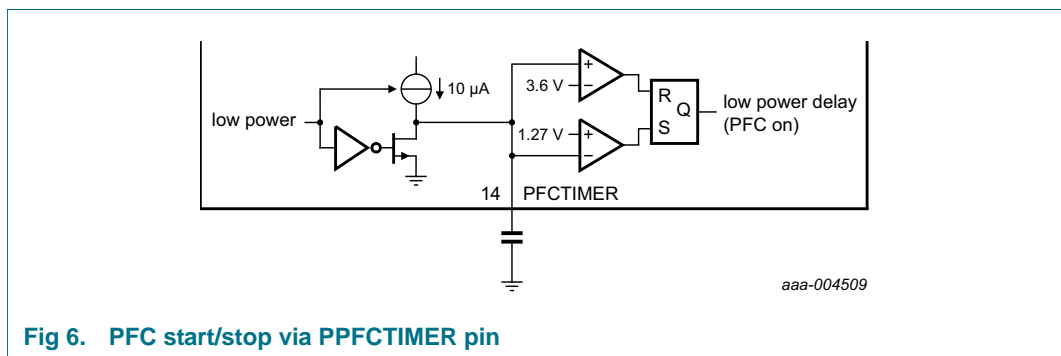 10 µA
low power
3.6 V
1.27 V
+
−
+
−
R
S
Q
low power delay
(PFC on)
14 PFCTIMER
aaa-004509
Fig 6. PFC start/stop via PPFCTIMER pin